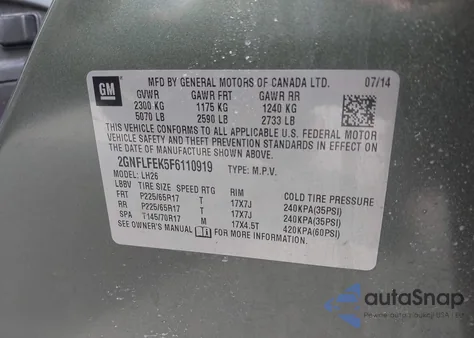 GM
MFD BY GENERAL MOTORS OF CANADA LTD. 07/14
GVWR GAWR FRT GAWR RR
2300 KG 1175 KG 1240 KG
5070 LB 2590 LB 2733 LB
THIS VEHICLE CONFORMS TO ALL APPLICABLE U.S. FEDERAL MOTOR
VEHICLE SAFETY AND THEFT PREVENTION STANDARDS IN EFFECT ON
THE DATE OF MANUFACTURE SHOWN ABOVE.
2GNFLFEK5F6110919 TYPE: M.P.V.
MODEL: LH26
LBBV TIRE SIZE SPEED RTG RIM COLD TIRE PRESSURE
FRT P225/65R17 T 17X7J 240KPA(35PSI)
RR P225/65R17 T 17X7J 240KPA(35PSI)
SPA T145/70R17 M 17X4.5T 420KPA(60PSI)
SEE OWNER'S MANUAL FOR MORE INFORMATION.
autoSnap